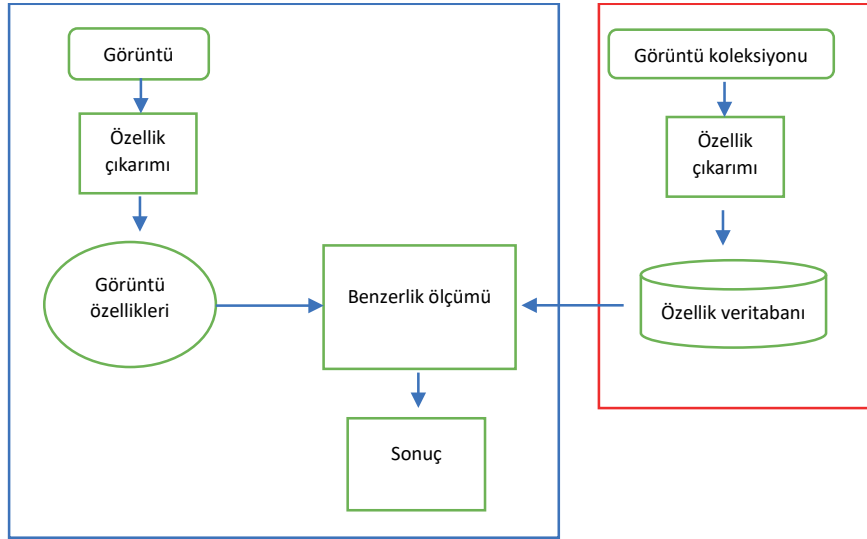 Görüntü
Özellik
çıkarımı
Görüntü
özellikleri
Benzerlik ölçümü
Sonuç
Görüntü koleksiyonu
Özellik
çıkarımı
Özellik veritabanı